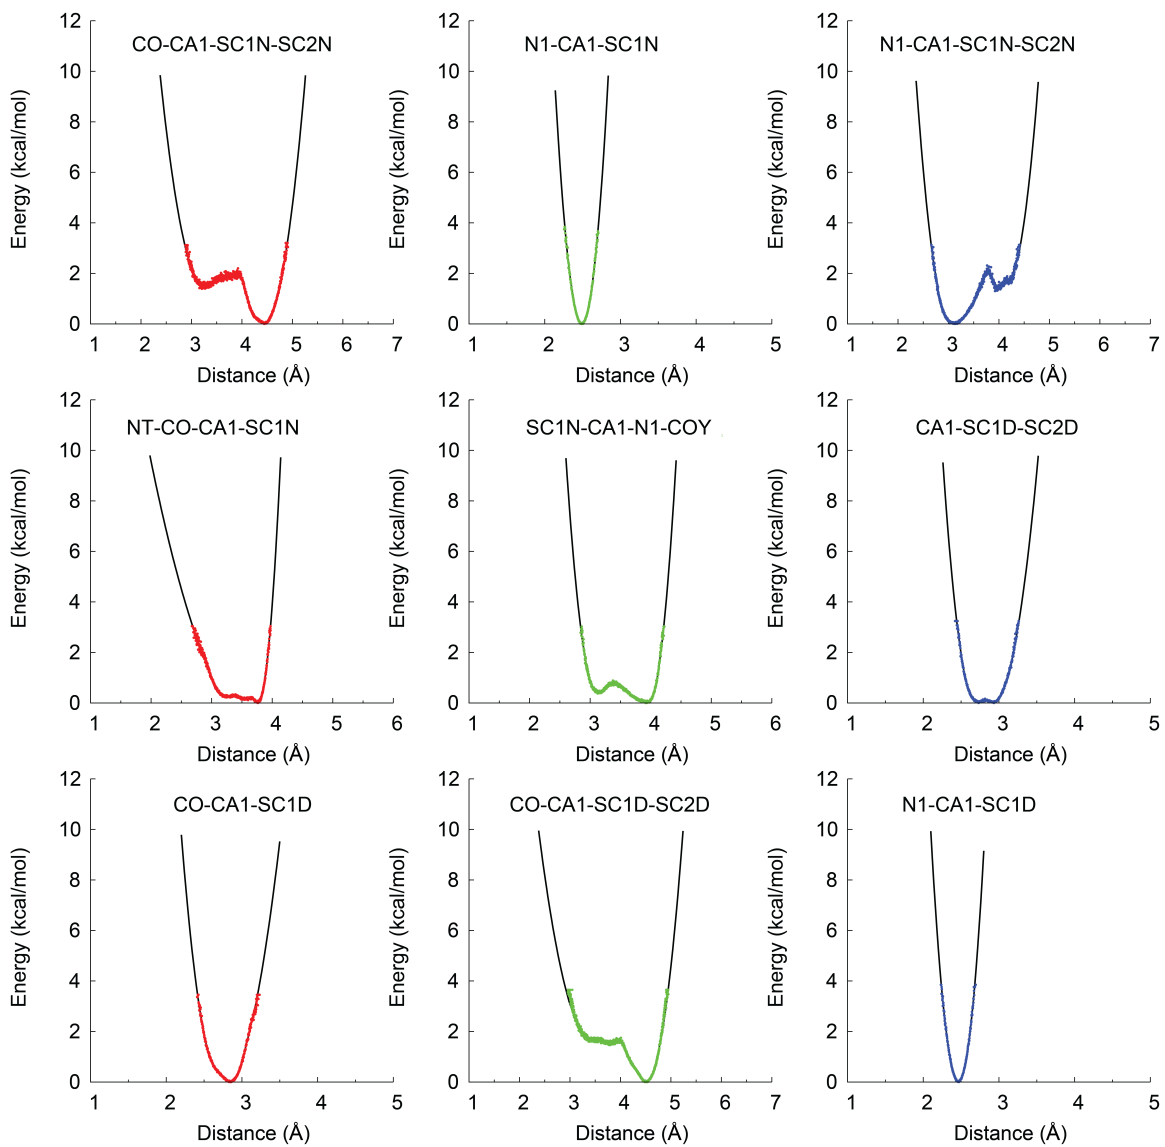 CO-CA1-SC1N-SC2N
Energy (kcal/mol)
12
10
8
6
4
2
0
1 2 3 4 5 6 7
Distance (Å)
N1-CA1-SC1N
Energy (kcal/mol)
12
10
8
6
4
2
0
1 2 3 4 5
Distance (Å)
N1-CA1-SC1N-SC2N
Energy (kcal/mol)
12
10
8
6
4
2
0
1 2 3 4 5 6 7
Distance (Å)
NT-CO-CA1-SC1N
Energy (kcal/mol)
12
10
8
6
4
2
0
1 2 3 4 5 6
Distance (Å)
SC1N-CA1-N1-COY
Energy (kcal/mol)
12
10
8
6
4
2
0
1 2 3 4 5 6
Distance (Å)
CA1-SC1D-SC2D
Energy (kcal/mol)
12
10
8
6
4
2
0
1 2 3 4 5
Distance (Å)
CO-CA1-SC1D
Energy (kcal/mol)
12
10
8
6
4
2
0
1 2 3 4 5
Distance (Å)
CO-CA1-SC1D-SC2D
Energy (kcal/mol)
12
10
8
6
4
2
0
1 2 3 4 5 6 7
Distance (Å)
N1-CA1-SC1D
Energy (kcal/mol)
12
10
8
6
4
2
0
1 2 3 4 5
Distance (Å)